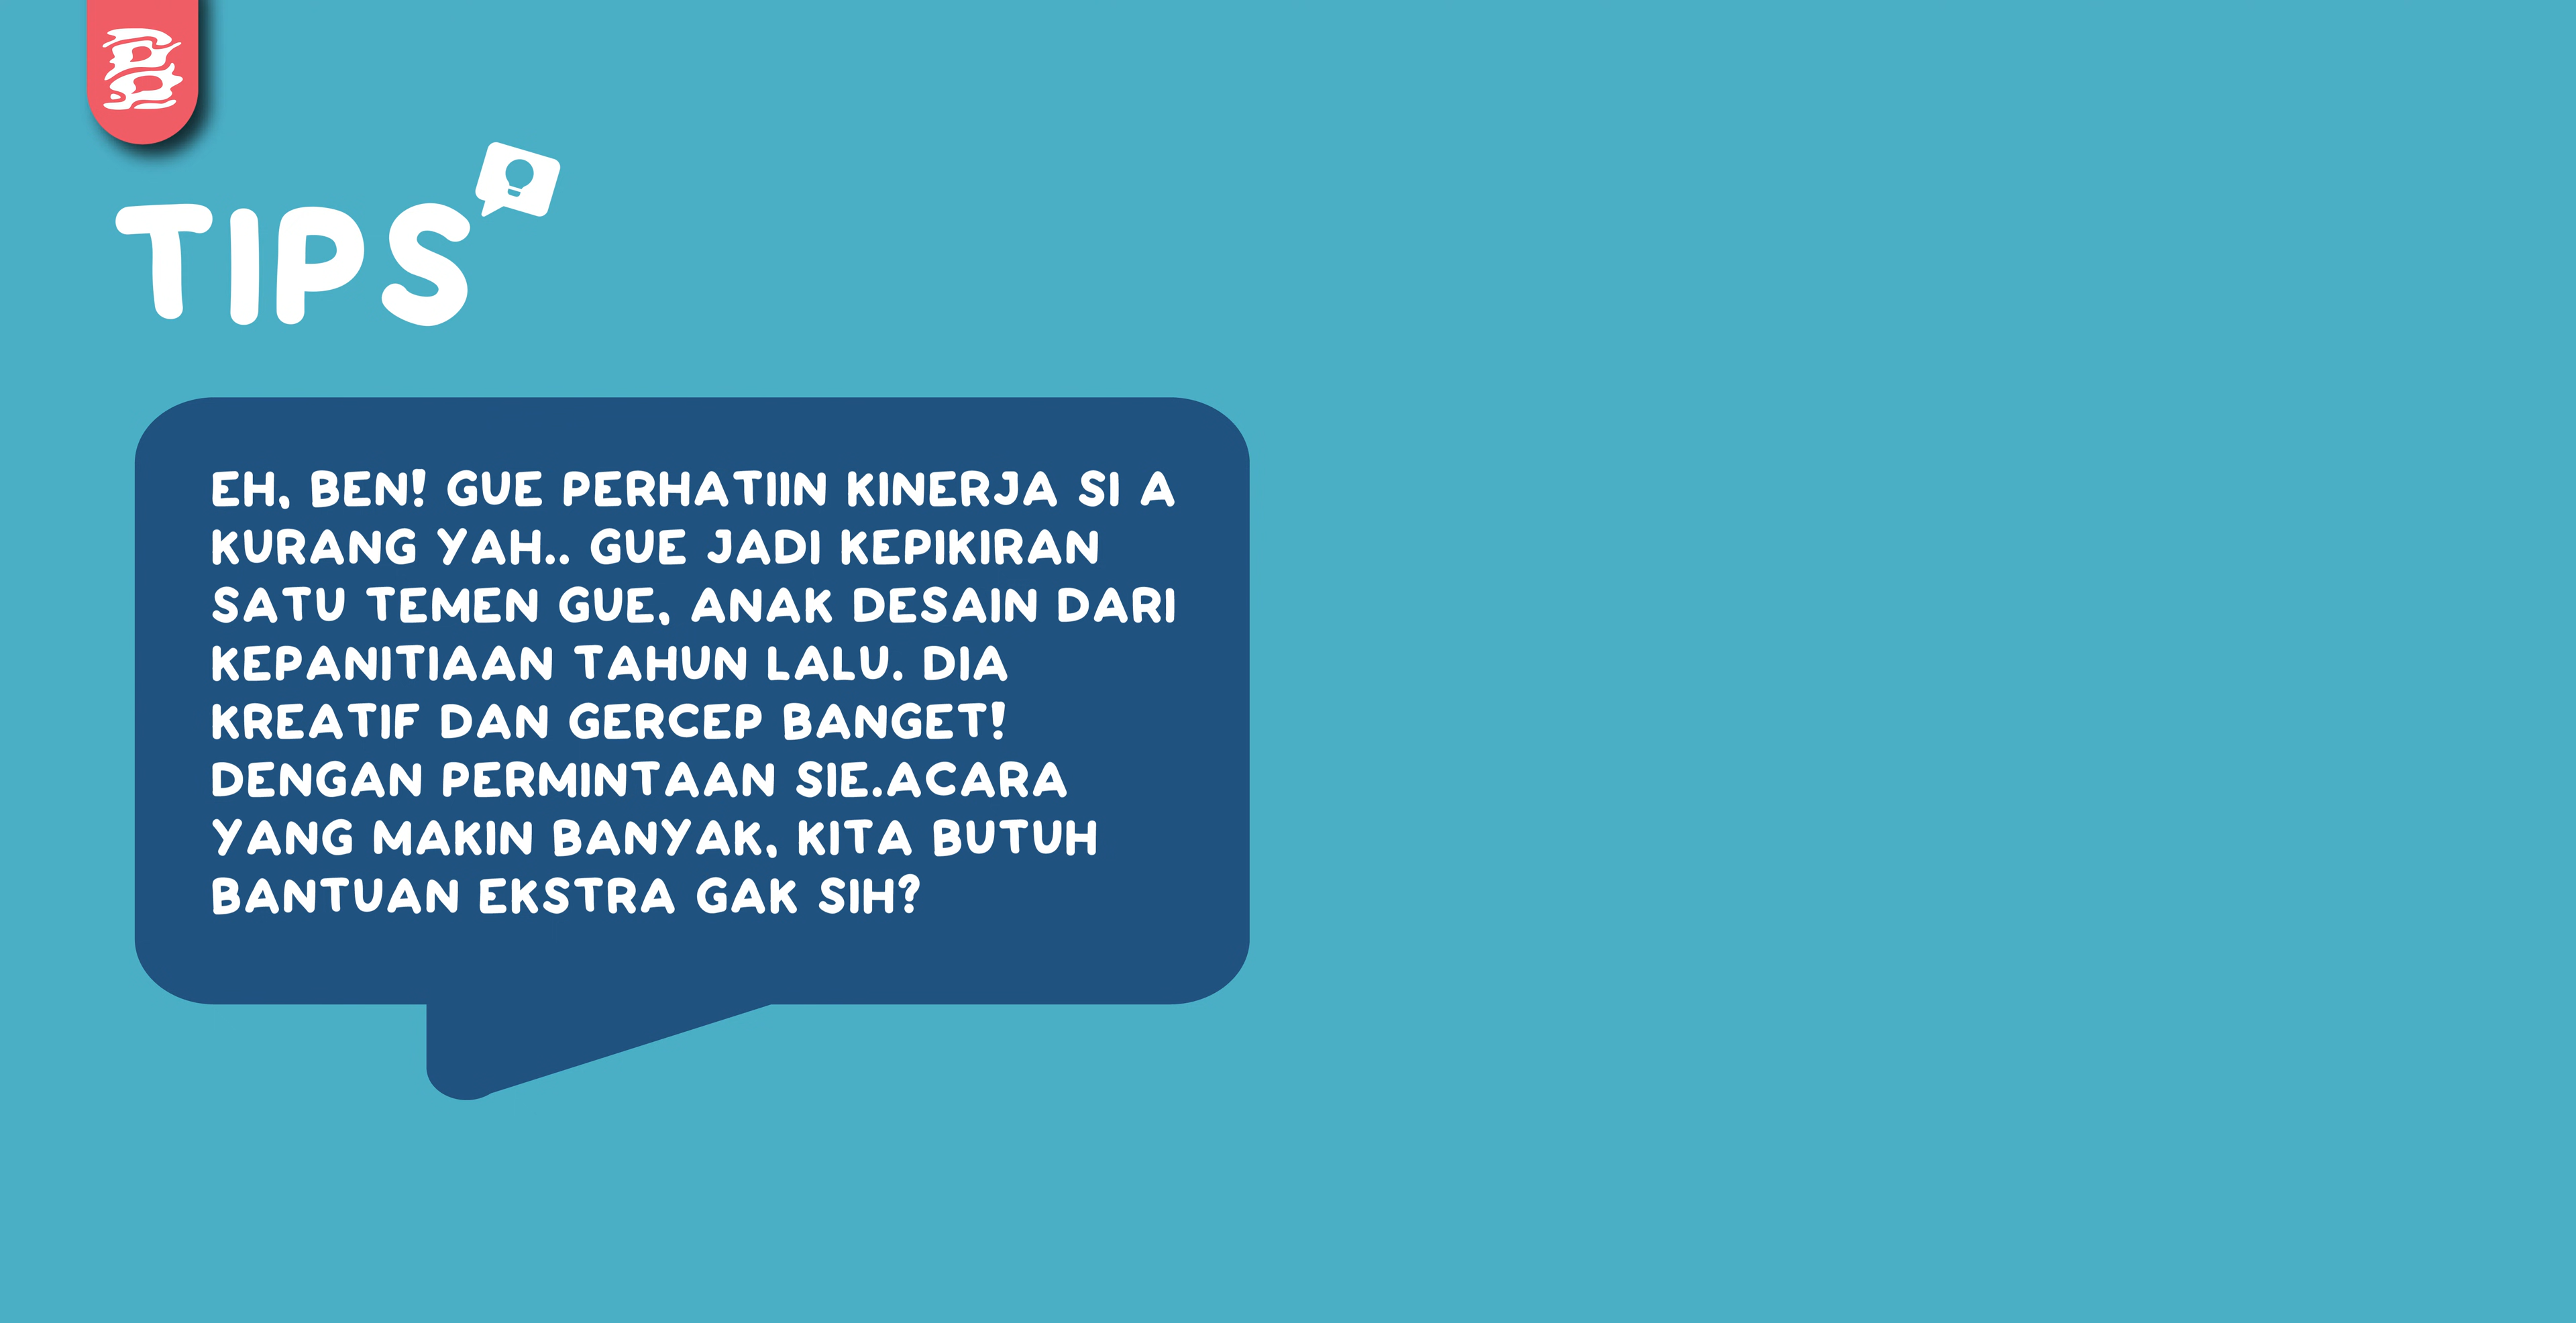 TIPS
EH, BEN! GUE PERHATIIN KINERJA SI A
KURANG YAH.. GUE JADI KEPIKIRAN
SATU TEMEN GUE, ANAK DESAIN DARI
KEPANITIAAN TAHUN LALU. DIA
KREATIF DAN GERCEP BANGET!
DENGAN PERMINTAAN SIE.ACARA
YANG MAKIN BANYAK, KITA BUTUH
BANTUAN EKSTRA GAK SIH?